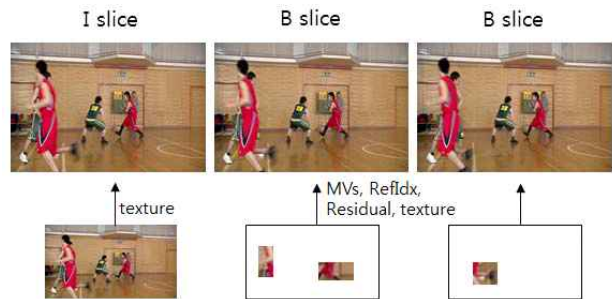 I slice
B slice
B slice
texture
MVs, RefIdx,
Residual, texture